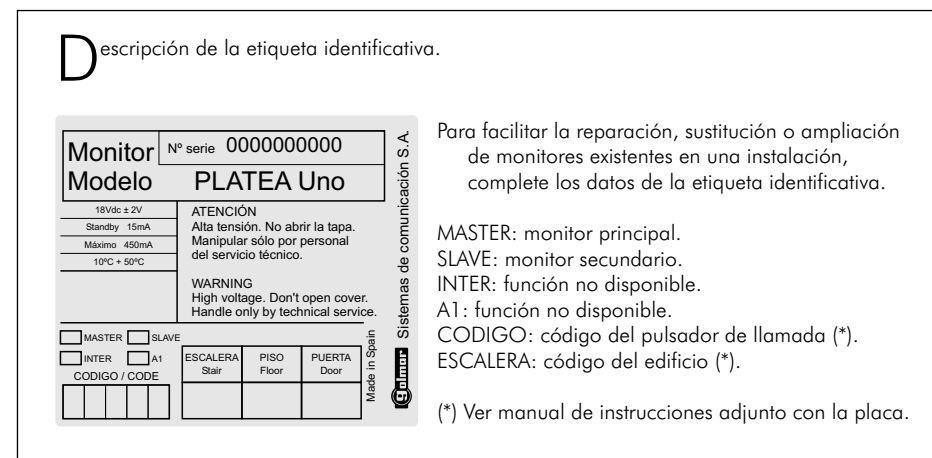 Descripción de la etiqueta identificativa.
Monitor
Nº serie 0000000000
Modelo
PLATEA Uno
18Vdc ± 2V
Standby 15mA
Máximo 450mA
10ºC + 50ºC
ATENCIÓN
Alta tensión. No abrir la tapa.
Manipular sólo por personal
del servicio técnico.
WARNING
High voltage. Don't open cover.
Handle only by technical service.
MASTER SLAVE
INTER A1
CODIGO / CODE
ESCALERA PISO PUERTA
Stair Floor Door
Made in Spain
golmar Sistemas de comunicación S.A.
Para facilitar la reparación, sustitución o ampliación
de monitores existentes en una instalación,
complete los datos de la etiqueta identificativa.
MASTER: monitor principal.
SLAVE: monitor secundario.
INTER: función no disponible.
A1: función no disponible.
CODIGO: código del pulsador de llamada (*).
ESCALERA: código del edificio (*).
(*) Ver manual de instrucciones adjunto con la placa.